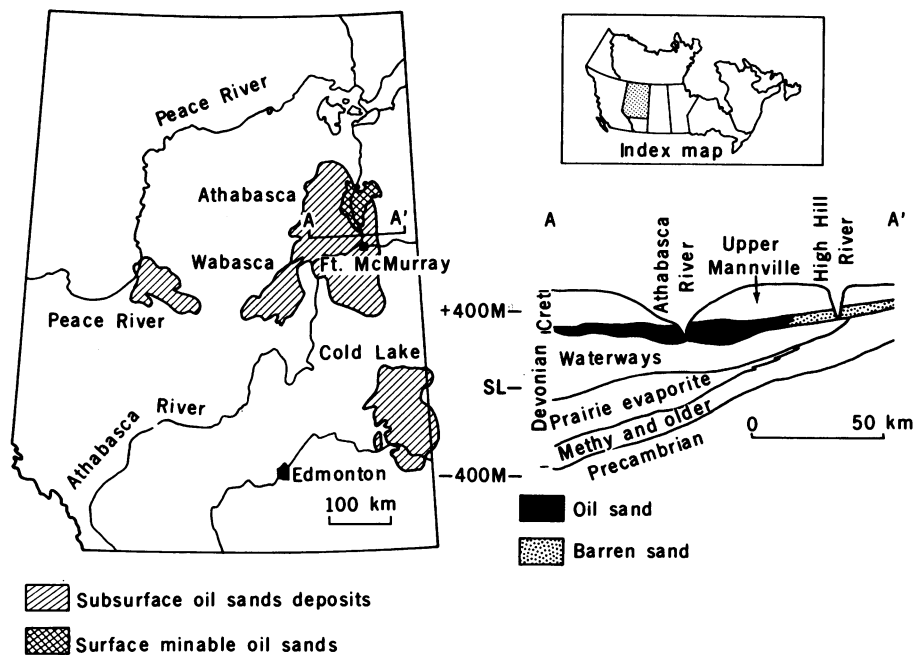 Peace River
Athabasca
A
A'
Wabasca
Ft. McMurray
Peace River
Cold Lake
Athabasca
River
Edmonton
100 km
Subsurface oil sands deposits
Surface minable oil sands
Index map
A
Athabasca
River
Upper
Mannville
High Hill
River
A'
+400M–
SL–
–400M–
Devonian
Cret
Waterways
Prairie evaporite
Methy and older
Precambrian
0
50 km
Oil sand
Barren sand